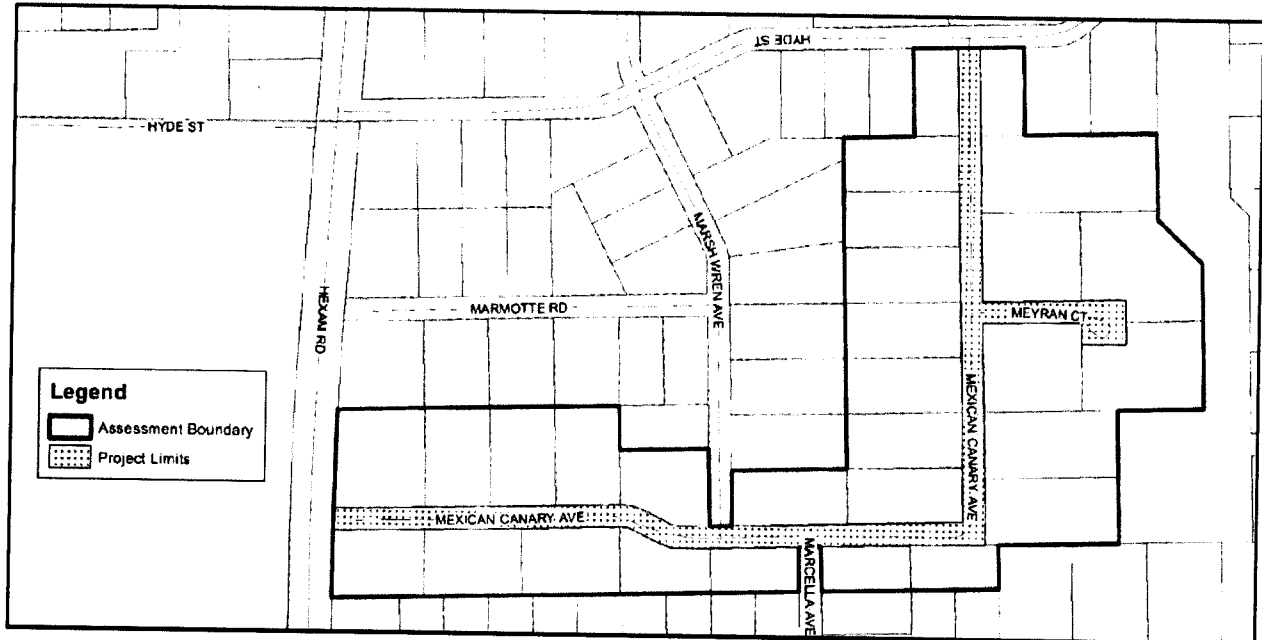 HYDE ST
HYDE ST
MARSH WREN AVE
HEXAM RD
MARMOTTE RD
MEYRAN CT
MEXICAN CANARY AVE
Legend
Assessment Boundary
Project Limits
MEXICAN CANARY AVE
MARCELLA AVE